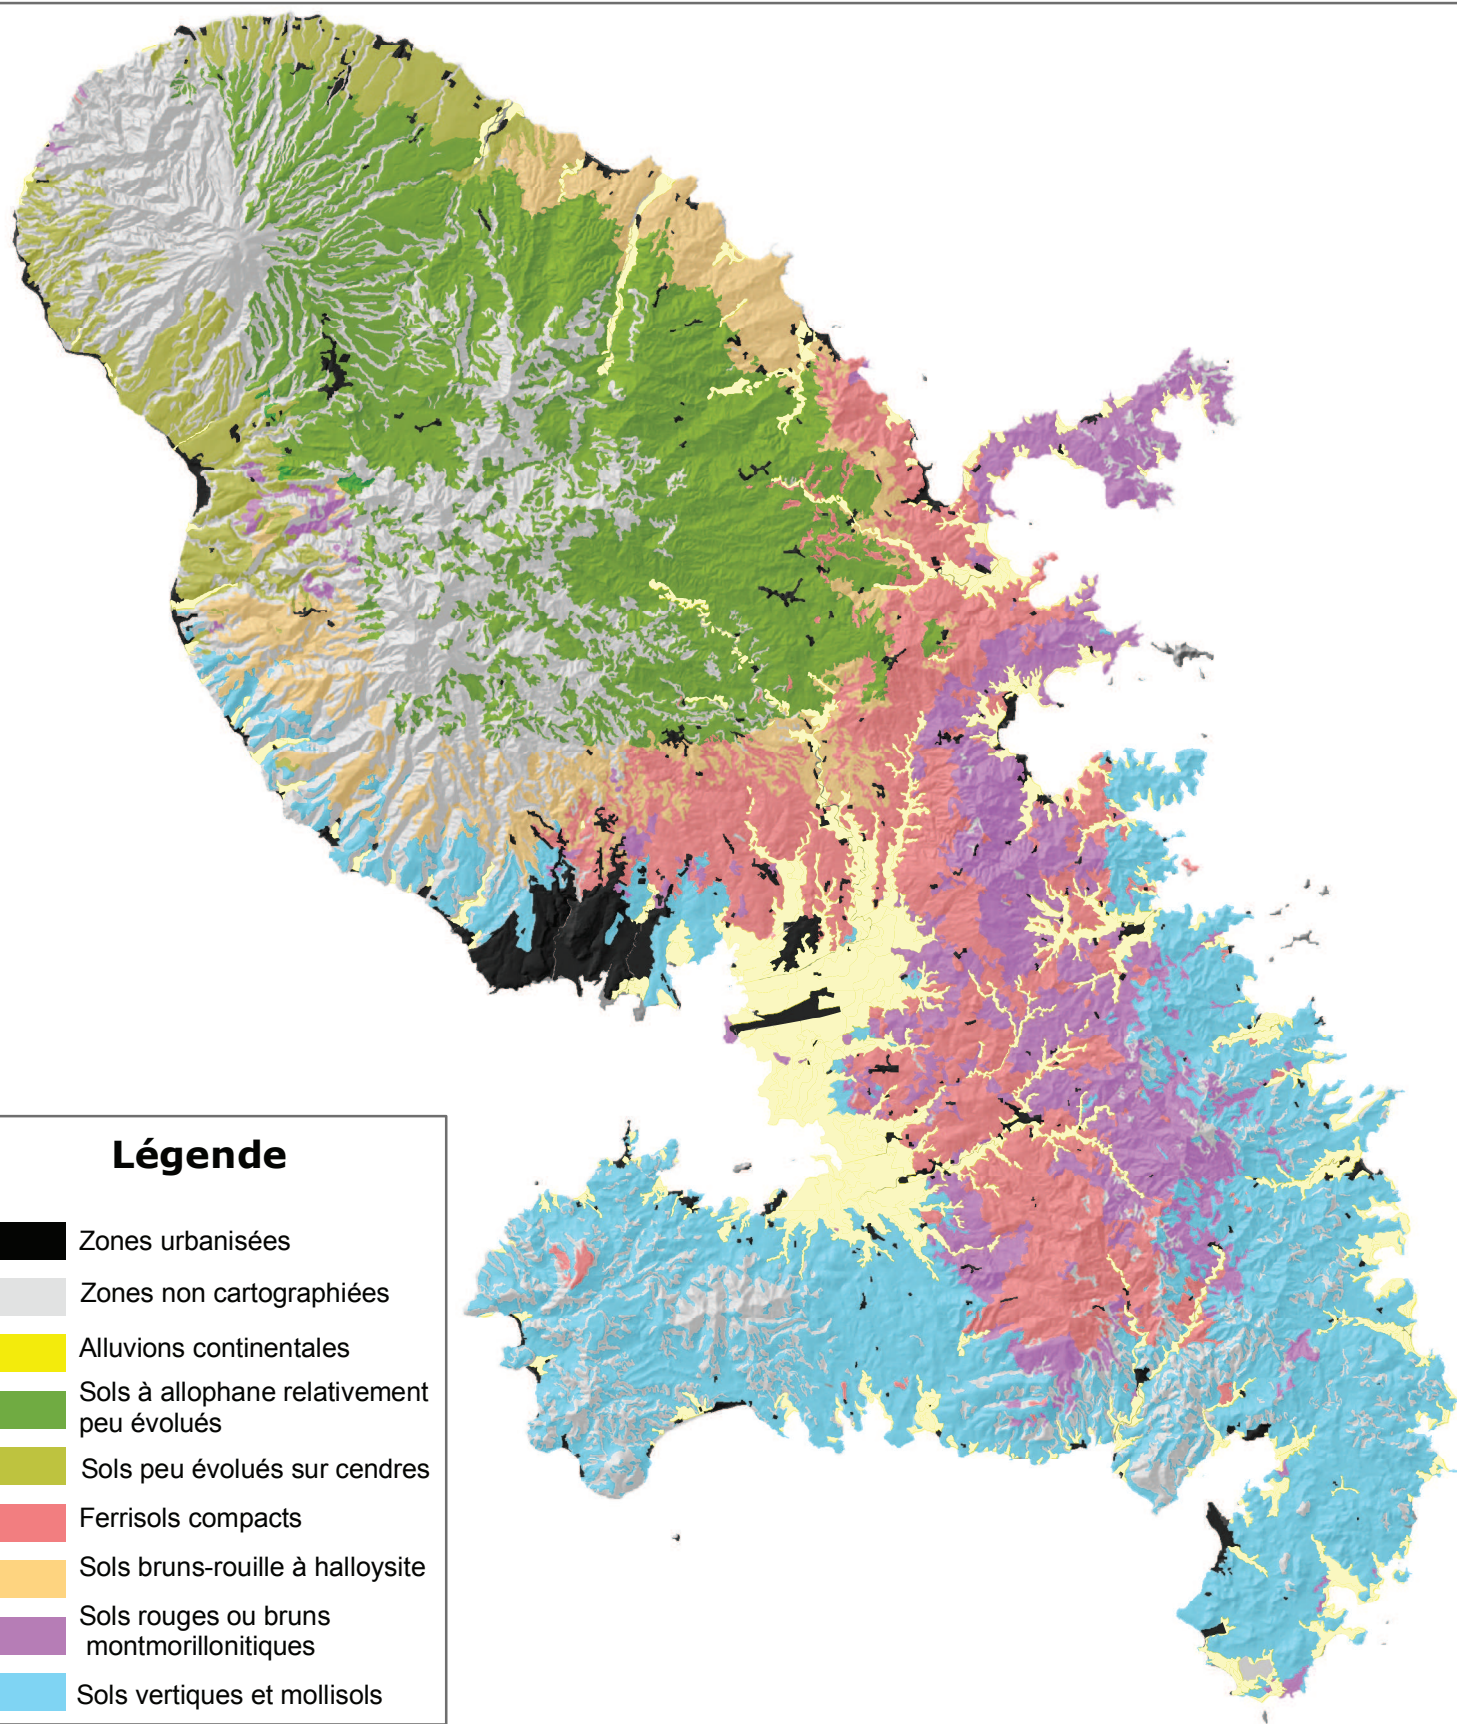 Légende
Zones urbanisées
Zones non cartographiées
Alluvions continentales
Sols à allophane relativement
peu évolués
Sols peu évolués sur cendres
Ferrisols compacts
Sols bruns-rouille à halloysite
Sols rouges ou bruns
montmorillonitiques
Sols vertiques et mollisols